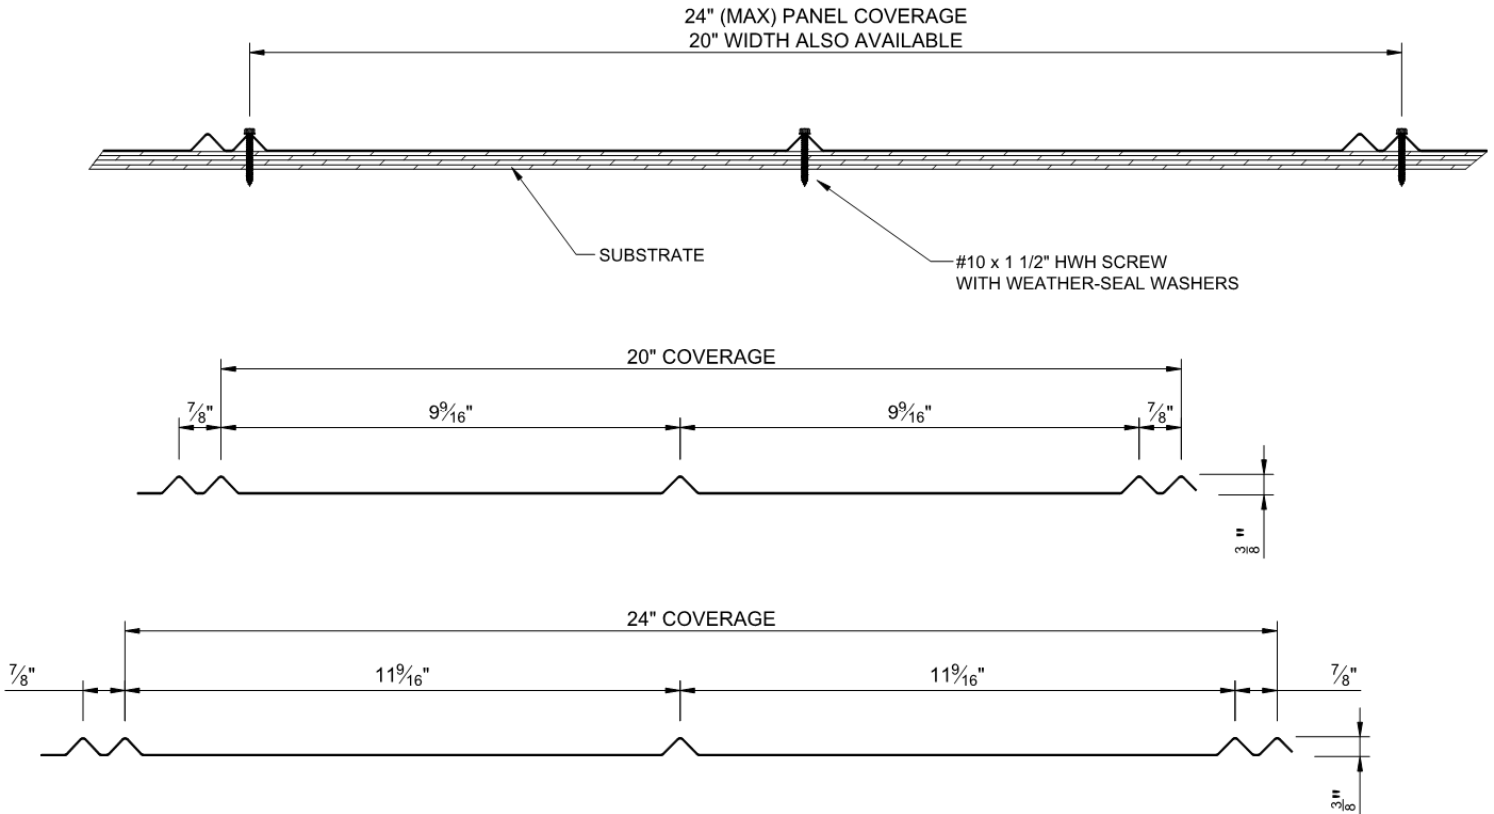 24" (MAX) PANEL COVERAGE
20" WIDTH ALSO AVAILABLE
SUBSTRATE
#10 x 1 1/2" HWH SCREW
WITH WEATHER-SEAL WASHERS
20" COVERAGE
7/8"
9 9/16"
9 9/16"
7/8"
3/8"
24" COVERAGE
7/8"
11 9/16"
11 9/16"
7/8"
3/8"